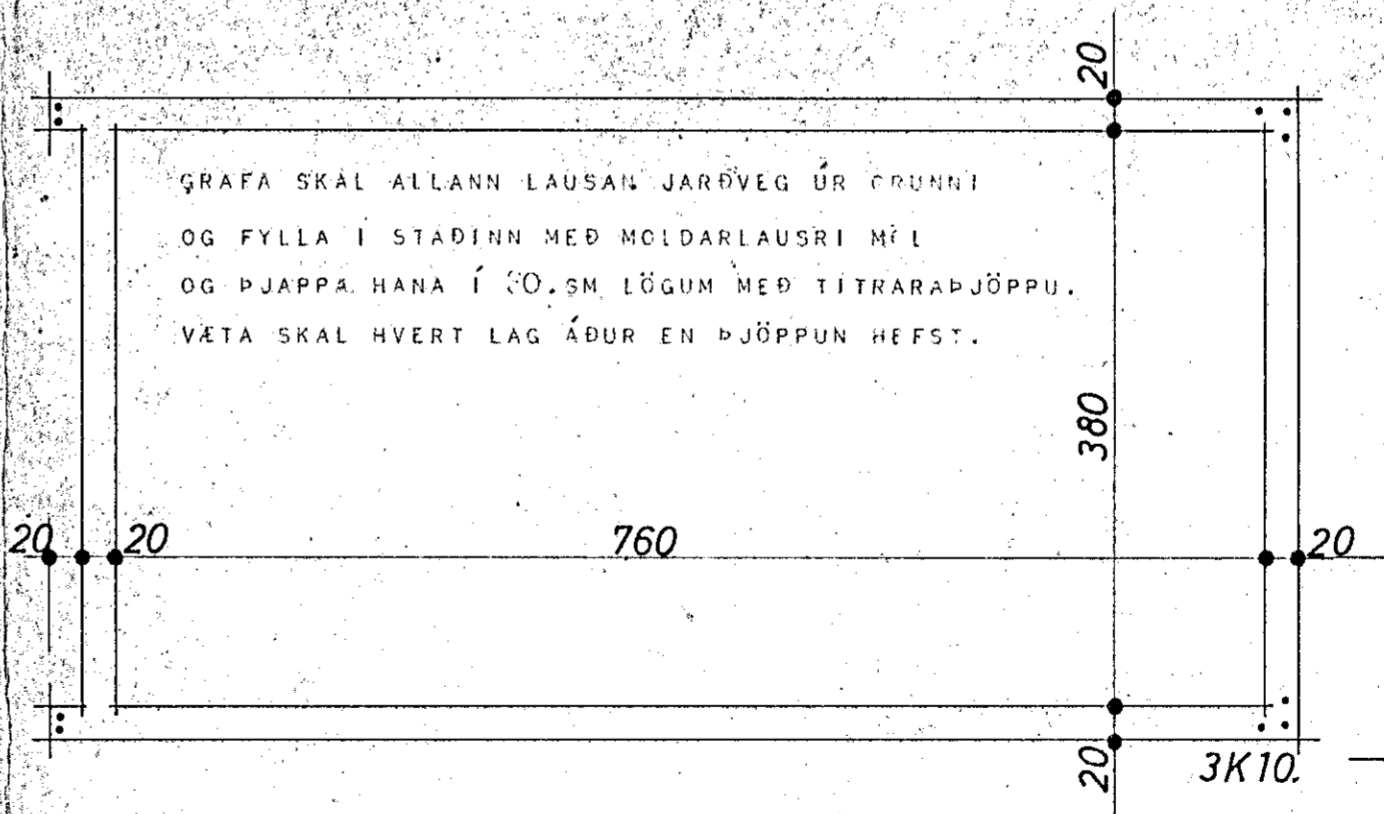 20
GRAFA SKAL ALLANN LAUSAN JARÐVEG ÚR GRUNNI
OG FYLLA Í STAÐINN MEÐ MOLDARLAUSRI MÖL
OG ÞJAPPA HANA Í SM LÖGUM MEÐ TÍTRARAÞJÖPPU.
VÆTA SKAL HVERT LAG ÁÐUR EN ÞJÖPPUN HEFST.
380
20 20 760 20
20 3K10.